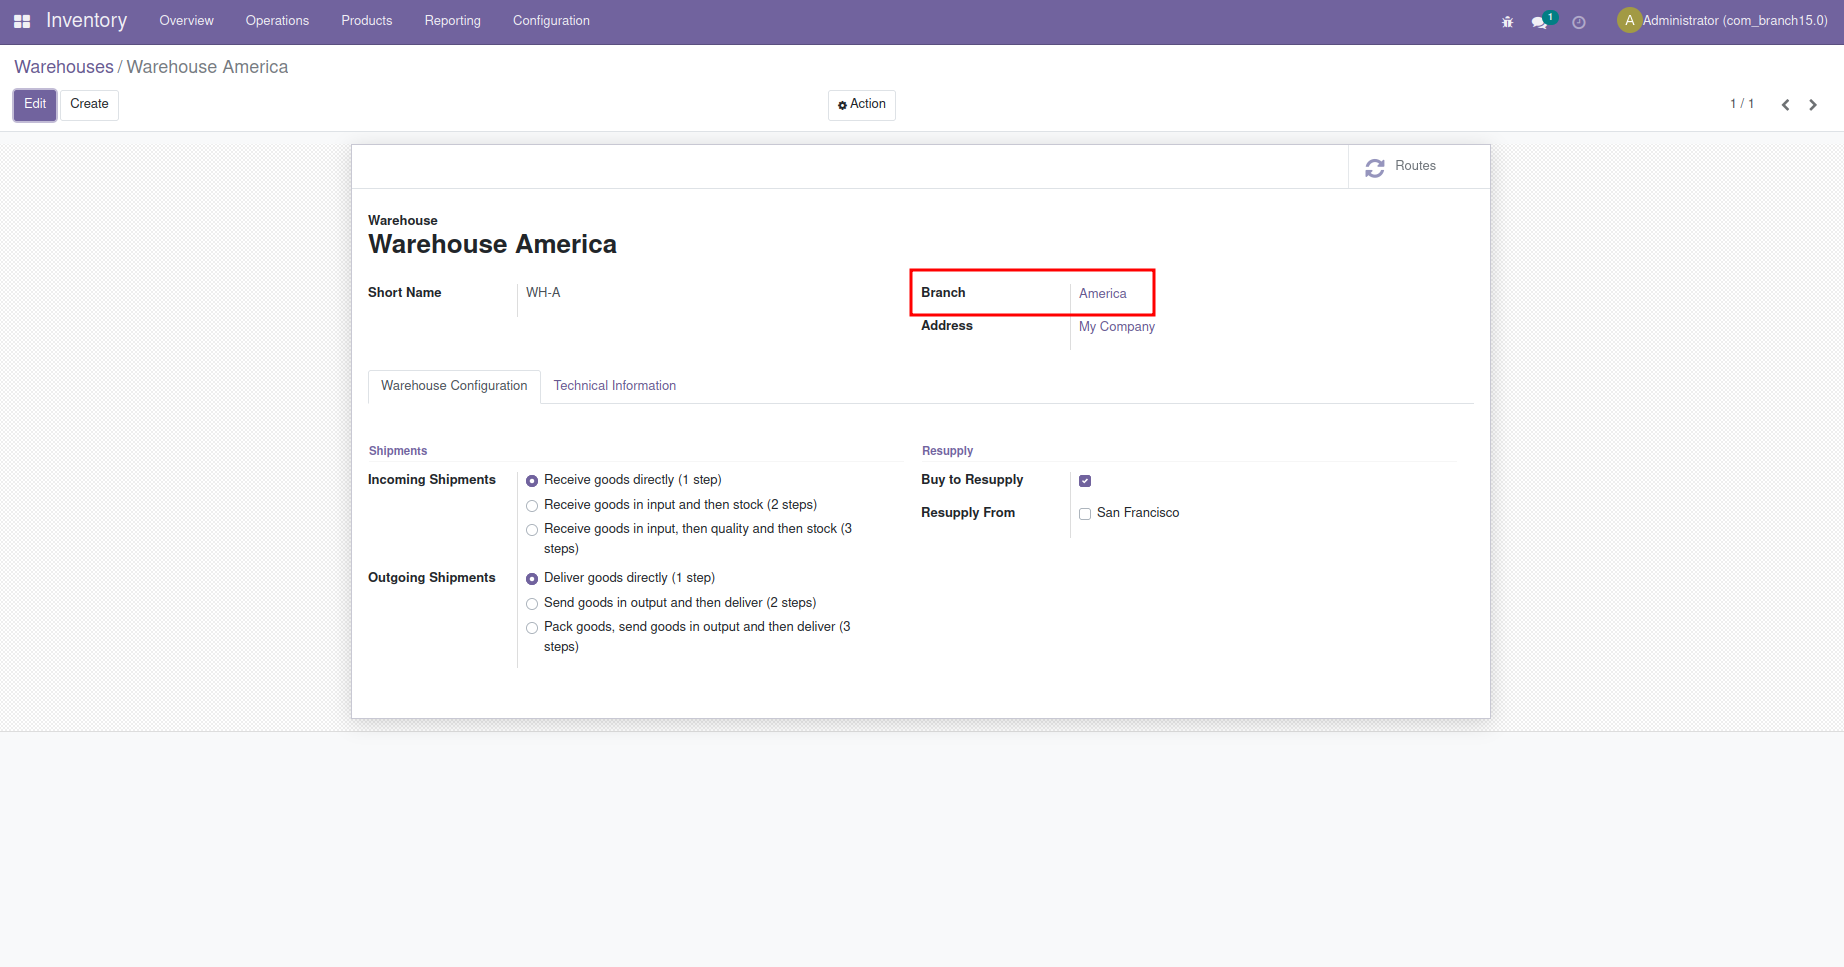 Inventory Overview Operations Products Reporting Configuration 1 A Administrator (com_branch15.0)
Warehouses / Warehouse America
Edit Create Action 1 / 1
Routes
Warehouse
Warehouse America
Short Name WH-A Branch America
Address My Company
Warehouse Configuration Technical Information
Shipments Resupply
Incoming Shipments Receive goods directly (1 step) Buy to Resupply
Receive goods in input and then stock (2 steps)
Resupply From San Francisco
Receive goods in input, then quality and then stock (3
steps)
Outgoing Shipments Deliver goods directly (1 step)
Send goods in output and then deliver (2 steps)
Pack goods, send goods in output and then deliver (3
steps)